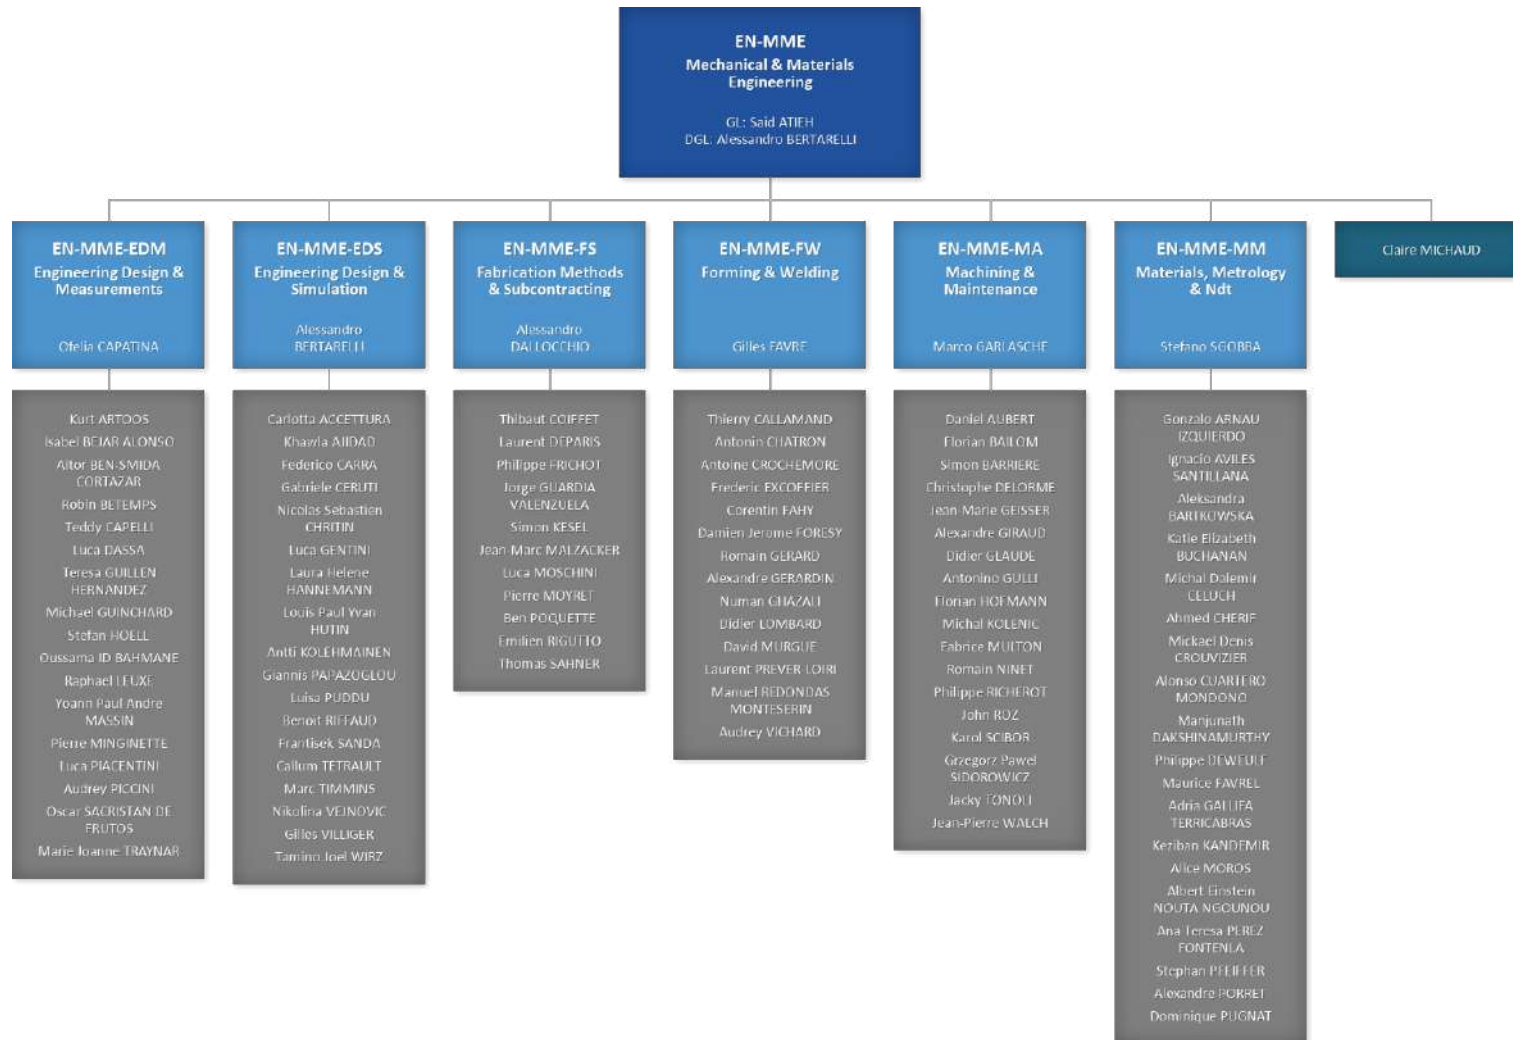 EN-MME
Mechanical & Materials
Engineering
GL: Said ATIEH
DGL: Alessandro BERTARELLI
EN-MME-EDM
Engineering Design &
Measurements
Ofelia CAPATINA
Kurt ARTOOS
Isabel BEJAR ALONSO
Aitor BEN-SMIDA
CORTAZAR
Robin BETEMPS
Teddy CAPELLI
Luca DASSA
Teresa GUILLEN
HERNANDEZ
Michael GUINCHARD
Stefan HOELL
Oussama ID BAHMANE
Raphael LEUXE
Yoann Paul Andre
MASSIN
Pierre MINGINETTE
Luca PIACENTINI
Audrey PICCINI
Oscar SACRISTAN DE
FRUTOS
Marie Joanne TRAYNAR
EN-MME-EDS
Engineering Design &
Simulation
Alessandro
BERTARELLI
Carlotta ACCETTURA
Khawla AJIDAD
Federico CARRA
Gabriele CERUTI
Nicolas Sebastien
CHRITIN
Luca GENTINI
Laura Helene
HANNEMANN
Louis Paul Yvan
HUTIN
Antti KOLEHMAINEN
Giannis PAPAZOGLOU
Luisa PUDDU
Benoit RIFFAUD
Frantisek SANDA
Callum TETRAULT
Marc TIMMINS
Nikolina VEJNOVIC
Gilles VILLIGER
Tamino Joel WIRZ
EN-MME-FS
Fabrication Methods
& Subcontracting
Alessandro
DALLOCCHIO
Thibaut COIFFET
Laurent DEPARIS
Philippe FRICHOT
Jorge GUARDIA
VALENZUELA
Simon KESEL
Jean-Marc MALZACKER
Luca MOSCHINI
Pierre MOYRET
Ben POQUETTE
Emilien RIGUTTO
Thomas SAHNER
EN-MME-FW
Forming & Welding
Gilles FAVRE
Thierry CALLAMAND
Antonin CHATRON
Antoine CROCHEMORE
Frederic EXCOFFIER
Corentin FAHY
Damien Jerome FORESY
Romain GERARD
Alexandre GERARDIN
Numan GHAZALI
Didier LOMBARD
David MURGUE
Laurent PREVER-LOIRI
Manuel REDONDAS
MONTESERIN
Audrey VICHARD
EN-MME-MA
Machining &
Maintenance
Marco GARLASCHE
Daniel AUBERT
Florian BAILOM
Simon BARRIERE
Christophe DELORME
Jean-Marie GEISSER
Alexandre GIRAUD
Didier GLAUDE
Antonino GULLI
Florian HOFMANN
Michal KOLENIC
Fabrice MULTON
Romain NINET
Philippe RICHEROT
John ROZ
Karol SCIBOR
Grzegorz Pawel
SIDOROWICZ
Jacky TONOLI
Jean-Pierre WALCH
EN-MME-MM
Materials, Metrology
& Ndt
Stefano SGOBBA
Gonzalo ARNAU
IZQUIERDO
Ignacio AVILES
SANTILLANA
Aleksandra
BARTKOWSKA
Katie Elizabeth
BUCHANAN
Michal Dalemir
CELUCH
Ahmed CHERIF
Mickael Denis
CROUVIZIER
Alonso CUARTERO
MONDONO
Manjunath
DAKSHINAMURTHY
Philippe DEWEULF
Maurice FAVREL
Adria GALLIFA
TERRICABRAS
Keziban KANDEMIR
Alice MOROS
Albert Einstein
NOUTA NGOUNOU
Ana Teresa PEREZ
FONTENLA
Stephan PFEIFFER
Alexandre PORRET
Dominique PUGNAT
Claire MICHAUD